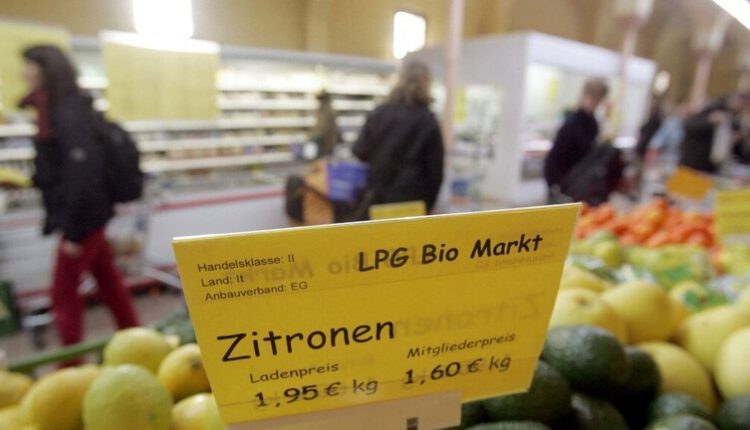 Handelsklasse: II
Land: It
Anbauverband: EG
LPG Bio Markt
Zitronen
Ladenpreis
1,95 € kg
Mitgliederpreis
1,60 € kg